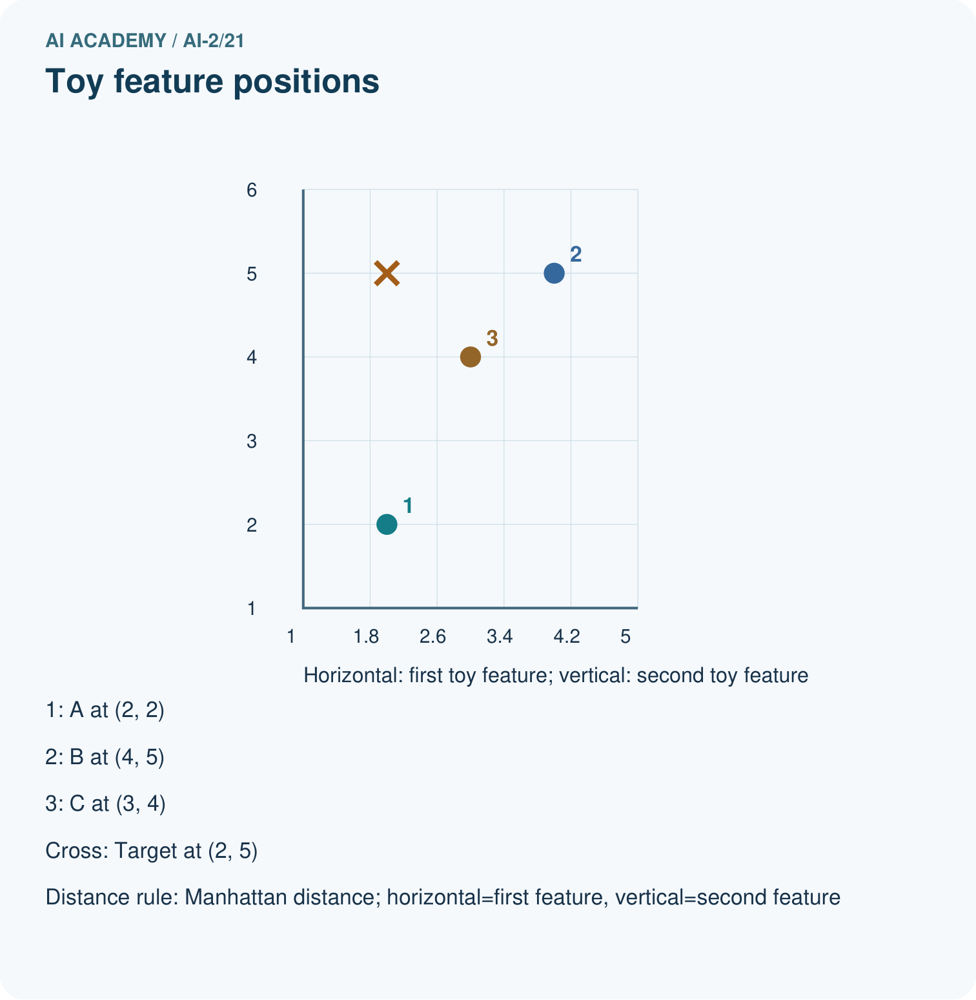 AI ACADEMY / AI-2/21
Toy feature positions
6
5
4
3
2
1
2
3
1
1 1.8 2.6 3.4 4.2 5
Horizontal: first toy feature; vertical: second toy feature
1: A at (2, 2)
2: B at (4, 5)
3: C at (3, 4)
Cross: Target at (2, 5)
Distance rule: Manhattan distance; horizontal=first feature, vertical=second feature